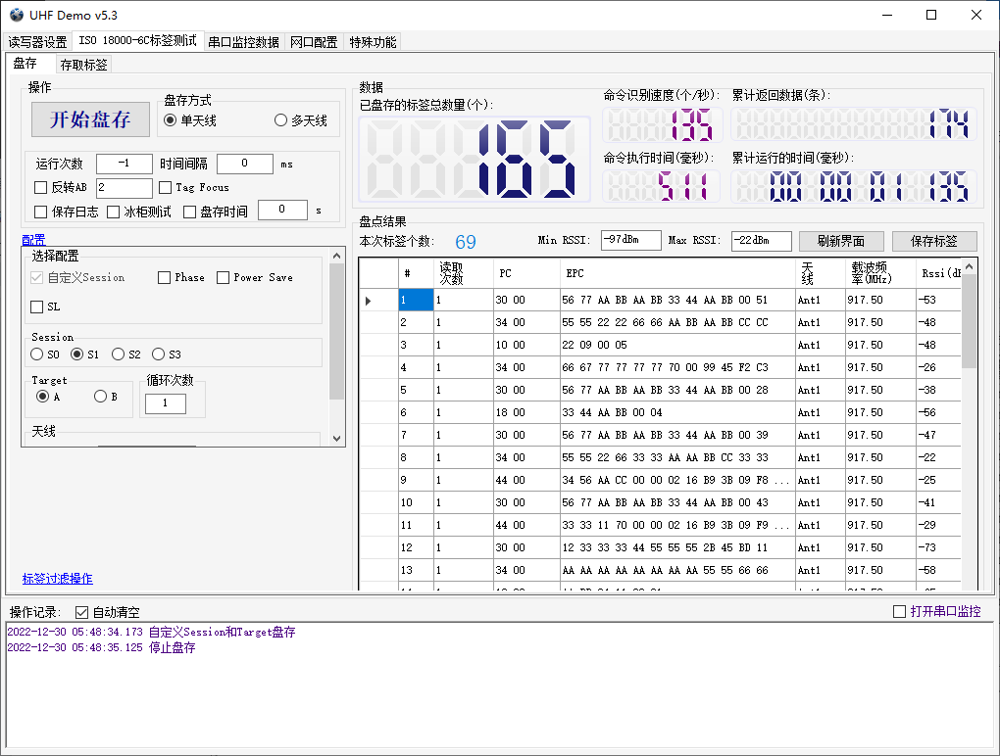 UHF Demo v5.3
读写器设置 ISO 18000-6C标签测试 串口监控数据 网口配置 特殊功能
盘存 存取标签
操作
开始盘存
盘存方式
单天线 多天线
运行次数 -1 时间间隔 0 ms
反转AB 2 Tag Focus
保存日志 冰柜测试 盘存时间 0 s
配置
选择配置
自定义Session Phase Power Save
SL
Session
S0 S1 S2 S3
Target 循环次数
A B 1
天线
标签过滤操作
数据
已盘存的标签总数量(个): 命令识别速度(个/秒): 累计返回数据(条):
165 135 174
命令执行时间(毫秒): 累计运行的时间(毫秒):
511 00 00 01 135
盘点结果
本次标签个数: 69 Min RSSI: -97dBm Max RSSI: -22dBm 刷新界面 保存标签
# 读取次数 PC EPC 天线 载波频率(MHz) Rssi(dB
1 1 30 00 56 77 AA BB AA BB 33 44 AA BB 00 51 Ant1 917.50 -53
2 1 34 00 55 55 22 22 66 66 AA BB AA BB CC CC Ant1 917.50 -48
3 1 10 00 22 09 00 05 Ant1 917.50 -48
4 1 34 00 66 67 77 77 77 77 70 00 99 45 F2 C3 Ant1 917.50 -26
5 1 30 00 56 77 AA BB AA BB 33 44 AA BB 00 28 Ant1 917.50 -38
6 1 18 00 33 44 AA BB 00 04 Ant1 917.50 -56
7 1 30 00 56 77 AA BB AA BB 33 44 AA BB 00 39 Ant1 917.50 -47
8 1 34 00 55 55 22 66 33 33 AA AA BB CC 33 33 Ant1 917.50 -22
9 1 44 00 34 56 AA CC 00 00 02 16 B9 3B 09 F8 ... Ant1 917.50 -25
10 1 30 00 56 77 AA BB AA BB 33 44 AA BB 00 43 Ant1 917.50 -41
11 1 44 00 33 33 11 70 00 00 02 16 B9 3B 09 F9 ... Ant1 917.50 -29
12 1 30 00 12 33 33 33 44 55 55 55 2B 45 BD 11 Ant1 917.50 -73
13 1 34 00 AA AA AA AA AA AA AA AA 55 55 66 66 Ant1 917.50 -58
操作记录: 自动清空 打开串口监控
2022-12-30 05:48:34.173 自定义Session和Target盘存
2022-12-30 05:48:35.125 停止盘存